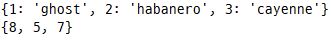 {1: 'ghost', 2: 'habanero', 3: 'cayenne'}
{8, 5, 7}